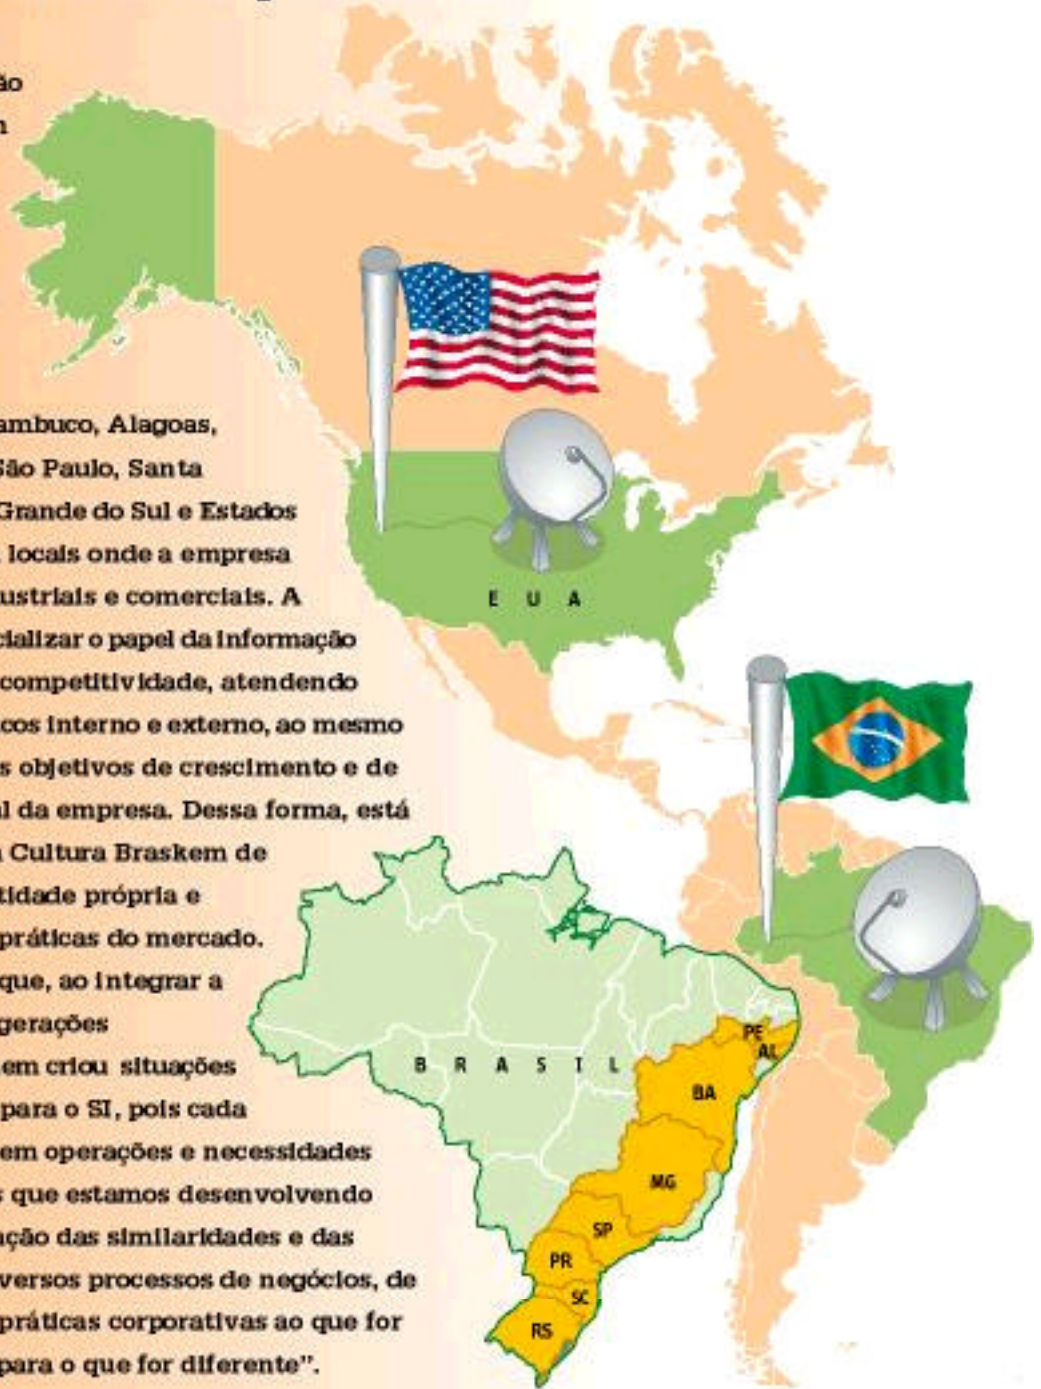 ão
ambuco, Alagoas,
São Paulo, Santa
Grande do Sul e Estados
locais onde a empresa
ustriais e comerciais. A
cializar o papel da informação
competitividade, atendendo
cos interno e externo, ao mesmo
s objetivos de crescimento e de
l da empresa. Dessa forma, está
a Cultura Braskem de
tidade própria e
práticas do mercado.
que, ao integrar a
gerações
em criou situações
para o SI, pois cada
em operações e necessidades
s que estamos desenvolvendo
ação das similaridades e das
versos processos de negócios, de
práticas corporativas ao que for
para o que for diferente”.
E U A
B R A S I L
PE
AL
BA
MG
SP
PR
SC
RS